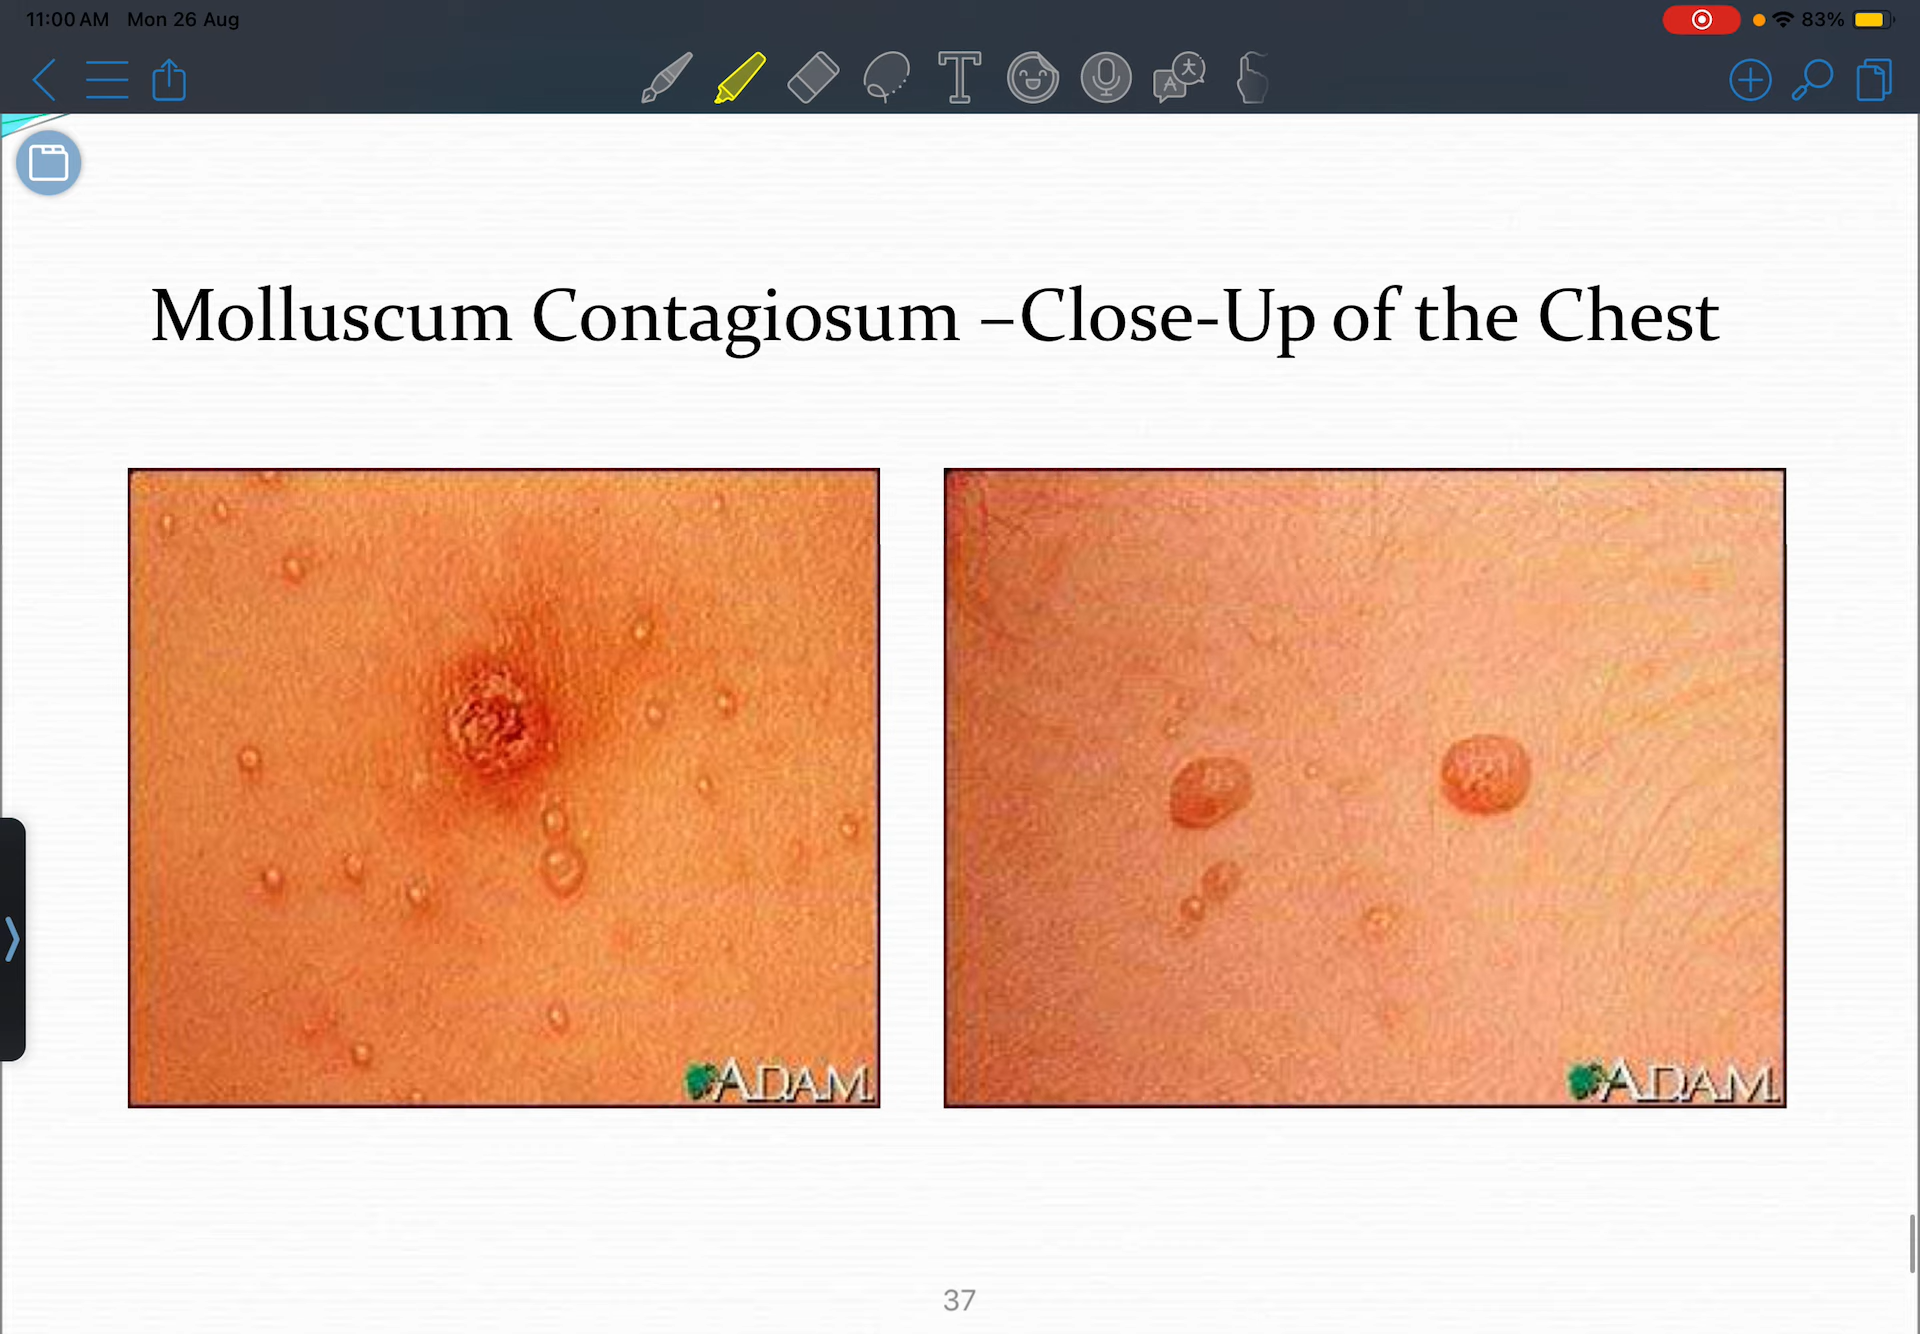 11:00 AM Mon 26 Aug
83%
Molluscum Contagiosum –Close-Up of the Chest
ADAM.
ADAM.
37